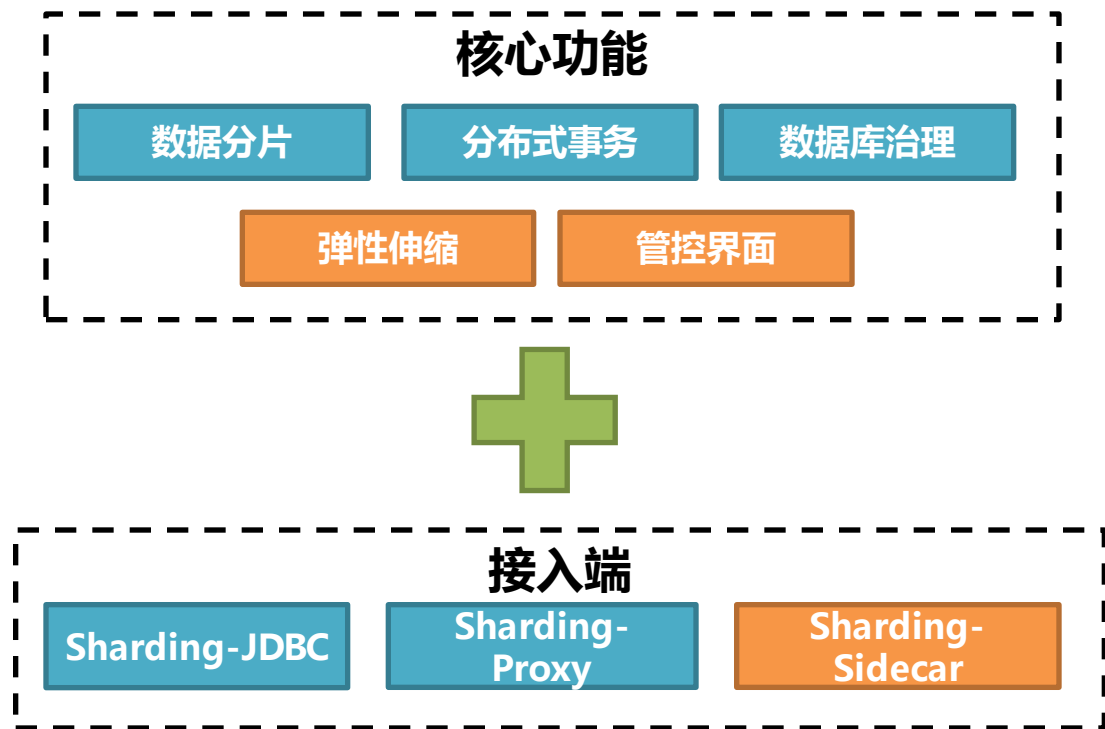 核心功能
数据分片
分布式事务
数据库治理
弹性伸缩
管控界面
接入端
Sharding-JDBC
Sharding-
Proxy
Sharding-
Sidecar